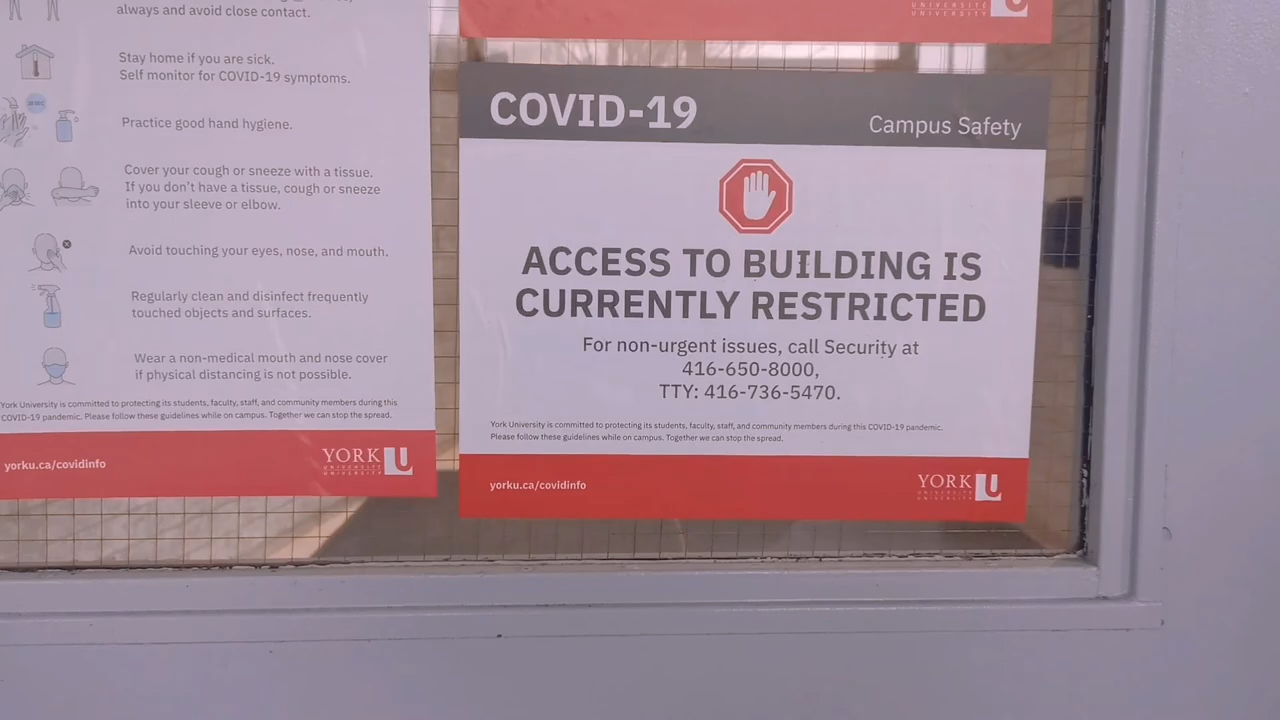 always and avoid close contact.
Stay home if you are sick.
Self monitor for COVID-19 symptoms.
Practice good hand hygiene.
Cover your cough or sneeze with a tissue.
If you don't have a tissue, cough or sneeze
into your sleeve or elbow.
Avoid touching your eyes, nose, and mouth.
Regularly clean and disinfect frequently
touched objects and surfaces.
Wear a non-medical mouth and nose cover
if physical distancing is not possible.
York University is committed to protecting its students, faculty, staff, and community members during this
COVID-19 pandemic. Please follow these guidelines while on campus. Together we can stop the spread.
yorku.ca/covidinfo
YORK U
UNIVERSITÉ
UNIVERSITY
UNIVERSITÉ
UNIVERSITY
COVID-19
Campus Safety
ACCESS TO BUILDING IS
CURRENTLY RESTRICTED
For non-urgent issues, call Security at
416-650-8000,
TTY: 416-736-5470.
York University is committed to protecting its students, faculty, staff, and community members during this COVID-19 pandemic.
Please follow these guidelines while on campus. Together we can stop the spread.
yorku.ca/covidinfo
YORK U
UNIVERSITÉ
UNIVERSITY